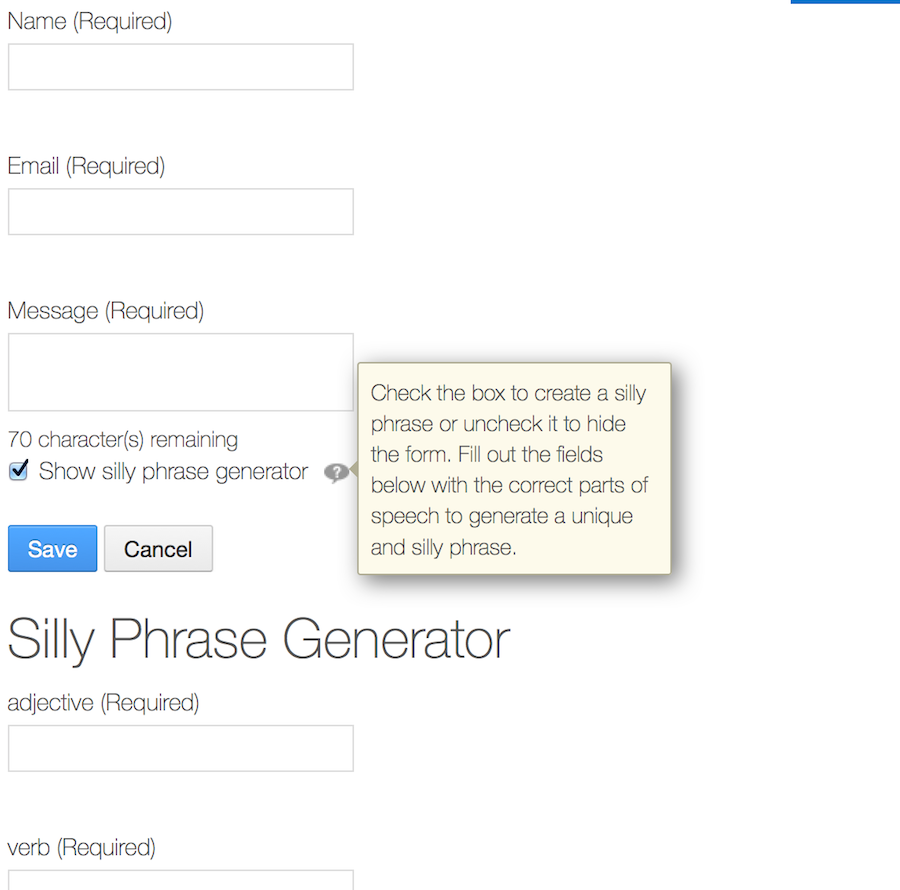 Name (Required)
Email (Required)
Message (Required)
70 character(s) remaining
Show silly phrase generator
?
Check the box to create a silly
phrase or uncheck it to hide
the form. Fill out the fields
below with the correct parts of
speech to generate a unique
and silly phrase.
Save
Cancel
Silly Phrase Generator
adjective (Required)
verb (Required)